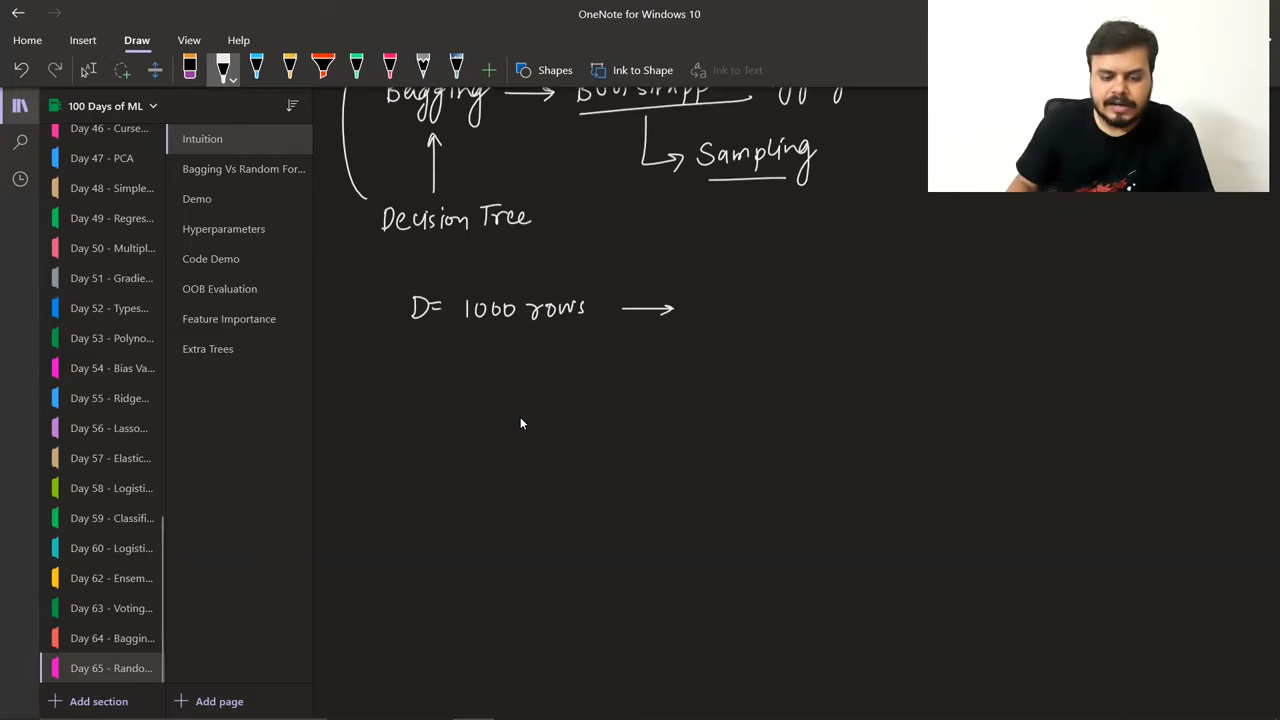 OneNote for Windows 10
Home Insert Draw View Help
Shapes Ink to Shape Ink to Text
100 Days of ML
Day 46 - Curse...
Day 47 - PCA
Day 48 - Simple...
Day 49 - Regres...
Day 50 - Multipl...
Day 51 - Gradie...
Day 52 - Types...
Day 53 - Polyno...
Day 54 - Bias Va...
Day 55 - Ridge...
Day 56 - Lasso...
Day 57 - Elastic...
Day 58 - Logisti...
Day 59 - Classifi...
Day 60 - Logisti...
Day 62 - Ensem...
Day 63 - Voting...
Day 64 - Baggin...
Day 65 - Rando...
Add section
Intuition
Bagging Vs Random For...
Demo
Hyperparameters
Code Demo
OOB Evaluation
Feature Importance
Extra Trees
Add page
Bagging
Sampling
Decision Tree
D= 1000 rows